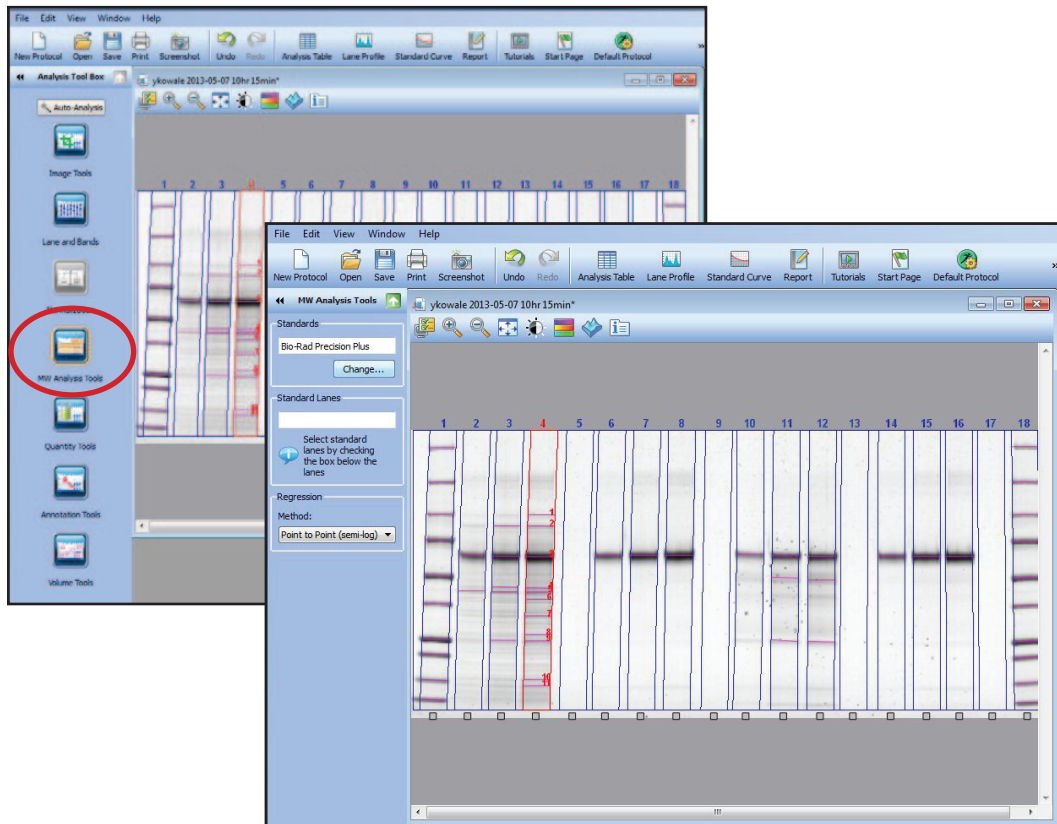 File Edit View Window Help
New Protocol Open Save Print Screenshot Undo Redo Analysis Table Lane Profile Standard Curve Report Tutorials Start Page Default Protocol
Analysis Tool Box
ykowale 2013-05-07 10hr 15min*
Auto-Analysis
Image Tools
Lane and Bands
MW Analysis Tools
Quantity Tools
Annotation Tools
Volume Tools
1 2 3 4 5 6 7 8 9 10 11 12 13 14 15 16 17 18
File Edit View Window Help
New Protocol Open Save Print Screenshot Undo Redo Analysis Table Lane Profile Standard Curve Report Tutorials Start Page Default Protocol
MW Analysis Tools
ykowale 2013-05-07 10hr 15min*
Standards
Bio-Rad Precision Plus
Change...
Standard Lanes
Select standard
lanes by checking
the box below the
lanes
Regression
Method:
Point to Point (semi-log)
1 2 3 4 5 6 7 8 9 10 11 12 13 14 15 16 17 18
1
2
7
10